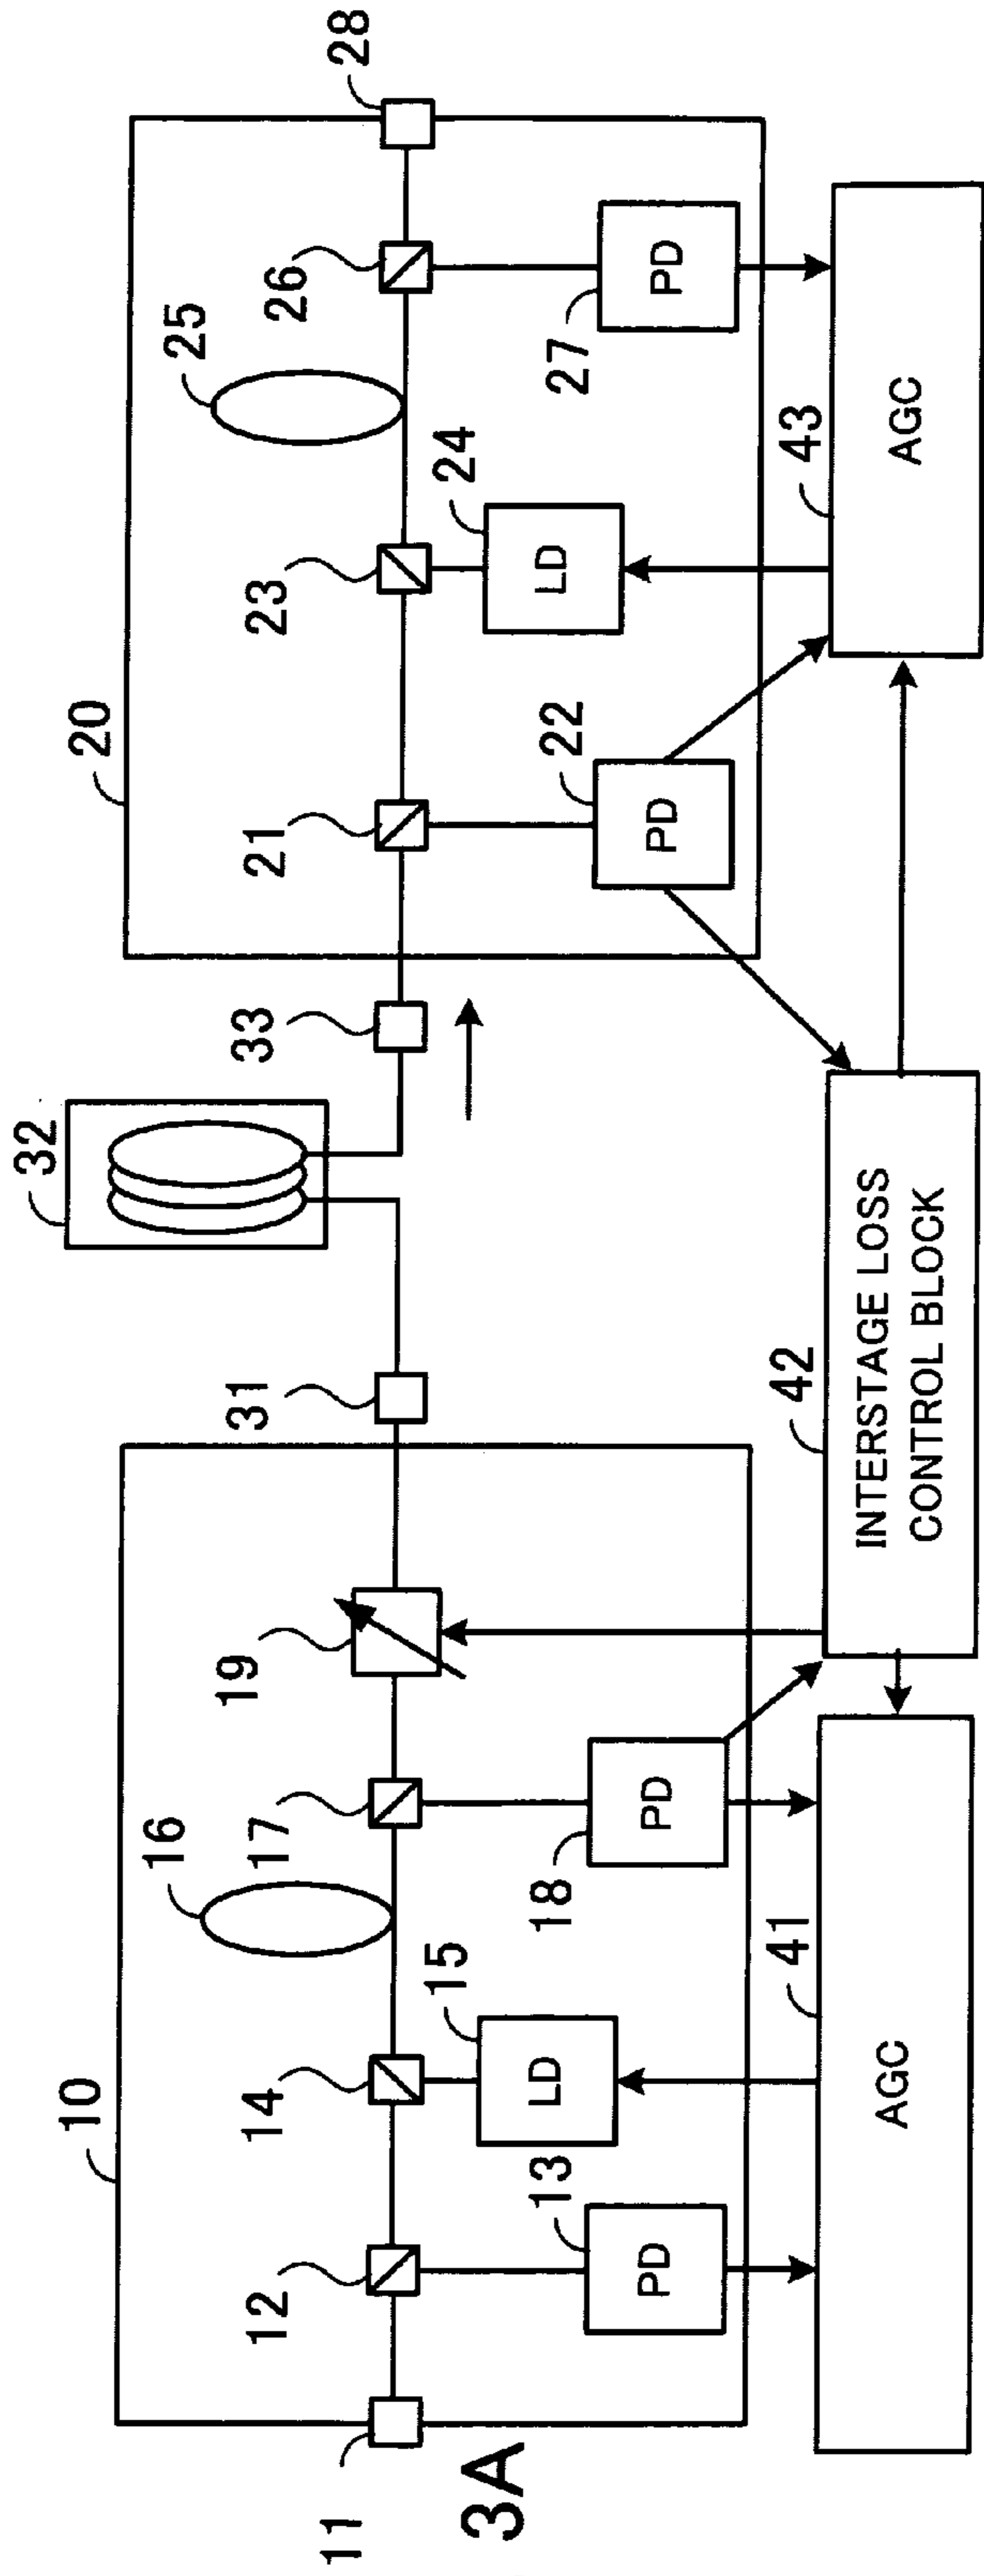 32
10
20
16
25
12
14
17
19
31
33
21
23
26
28
11
13
15
18
22
24
27
PD
LD
PD
PD
LD
PD
3A
41
42
43
AGC
INTERSTAGE LOSS
CONTROL BLOCK
AGC